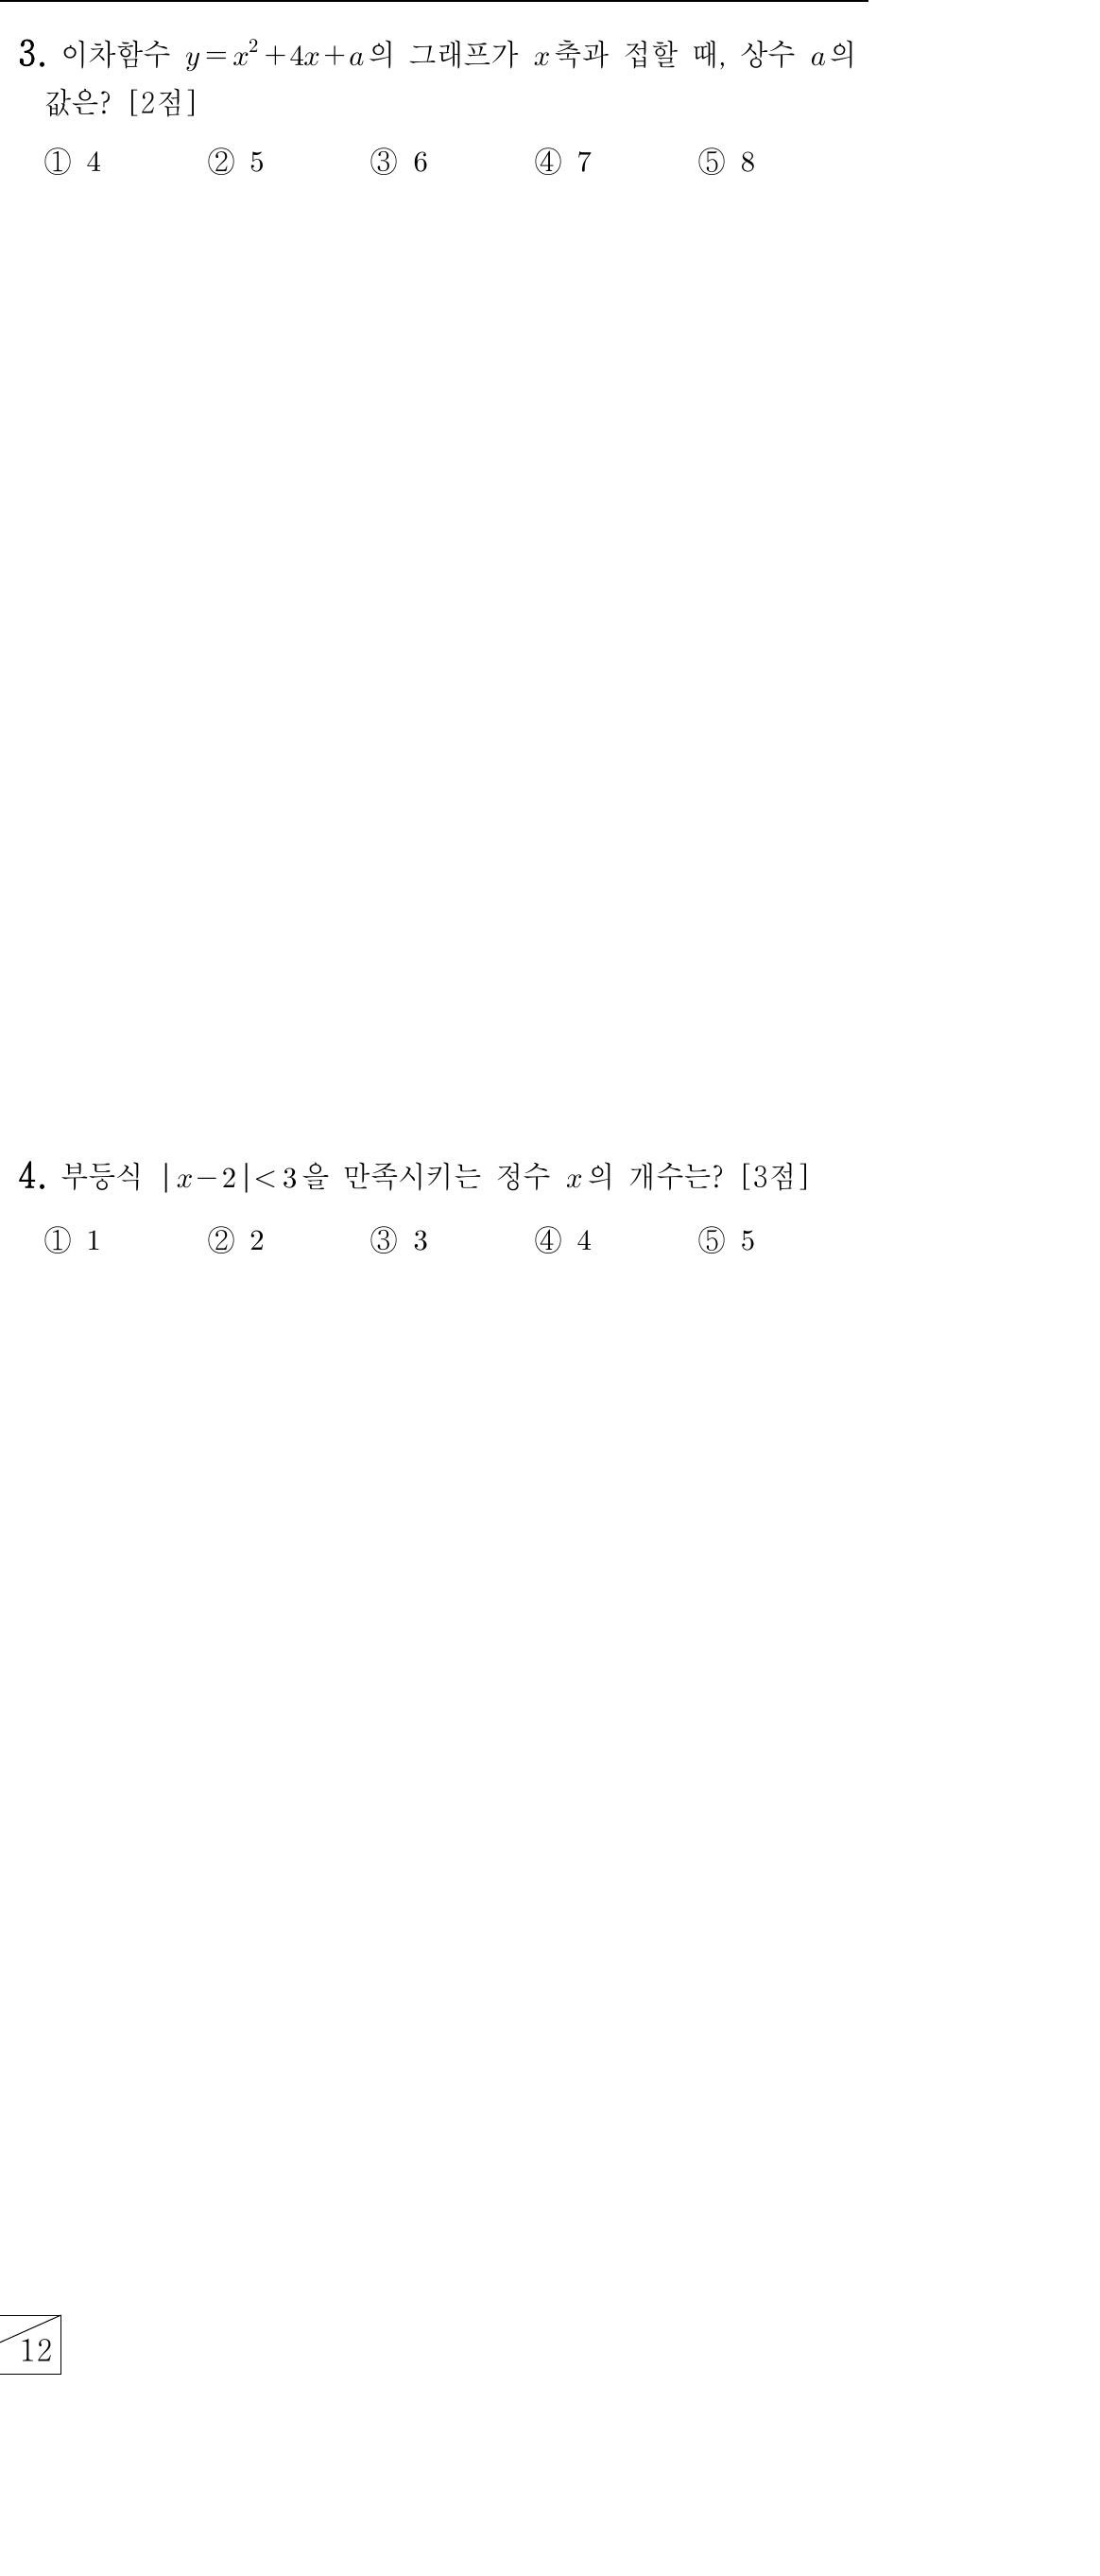 3. 이차함수 y=x²+4x+a의 그래프가 x축과 접할 때, 상수 a의
값은? [2점]
① 4 ② 5 ③ 6 ④ 7 ⑤ 8
4. 부등식 |x-2|<3을 만족시키는 정수 x의 개수는? [3점]
① 1 ② 2 ③ 3 ④ 4 ⑤ 5
12